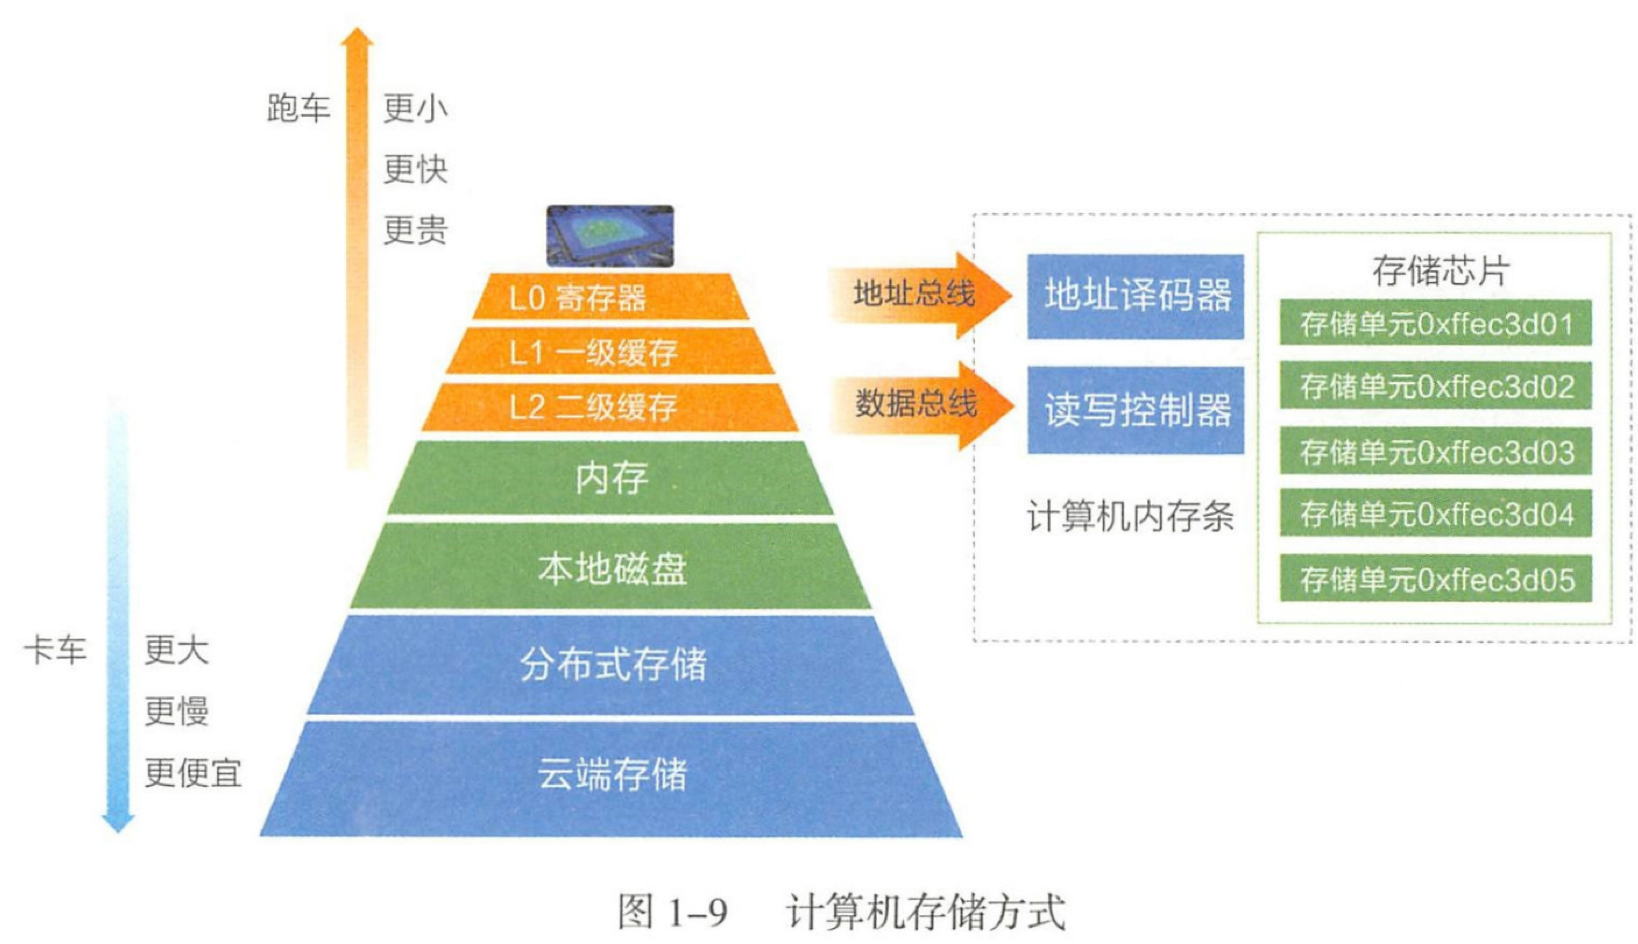 跑车
更小
更快
更贵
L0 寄存器
L1 一级缓存
L2 二级缓存
内存
本地磁盘
分布式存储
云端存储
卡车
更大
更慢
更便宜
地址总线
数据总线
地址译码器
读写控制器
计算机内存条
存储芯片
存储单元0xffec3d01
存储单元0xffec3d02
存储单元0xffec3d03
存储单元0xffec3d04
存储单元0xffec3d05
图 1-9 计算机存储方式